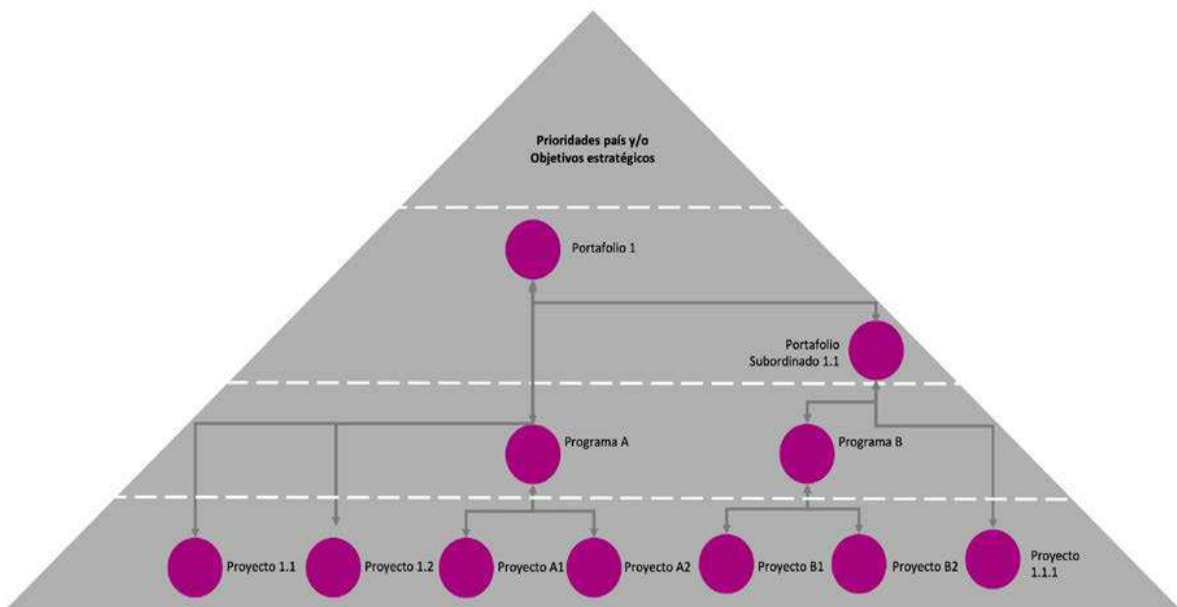 Prioridades país y/o
Objetivos estratégicos
Portafolio 1
Portafolio
Subordinado 1.1
Programa A
Programa B
Proyecto 1.1
Proyecto 1.2
Proyecto A1
Proyecto A2
Proyecto B1
Proyecto B2
Proyecto
1.1.1